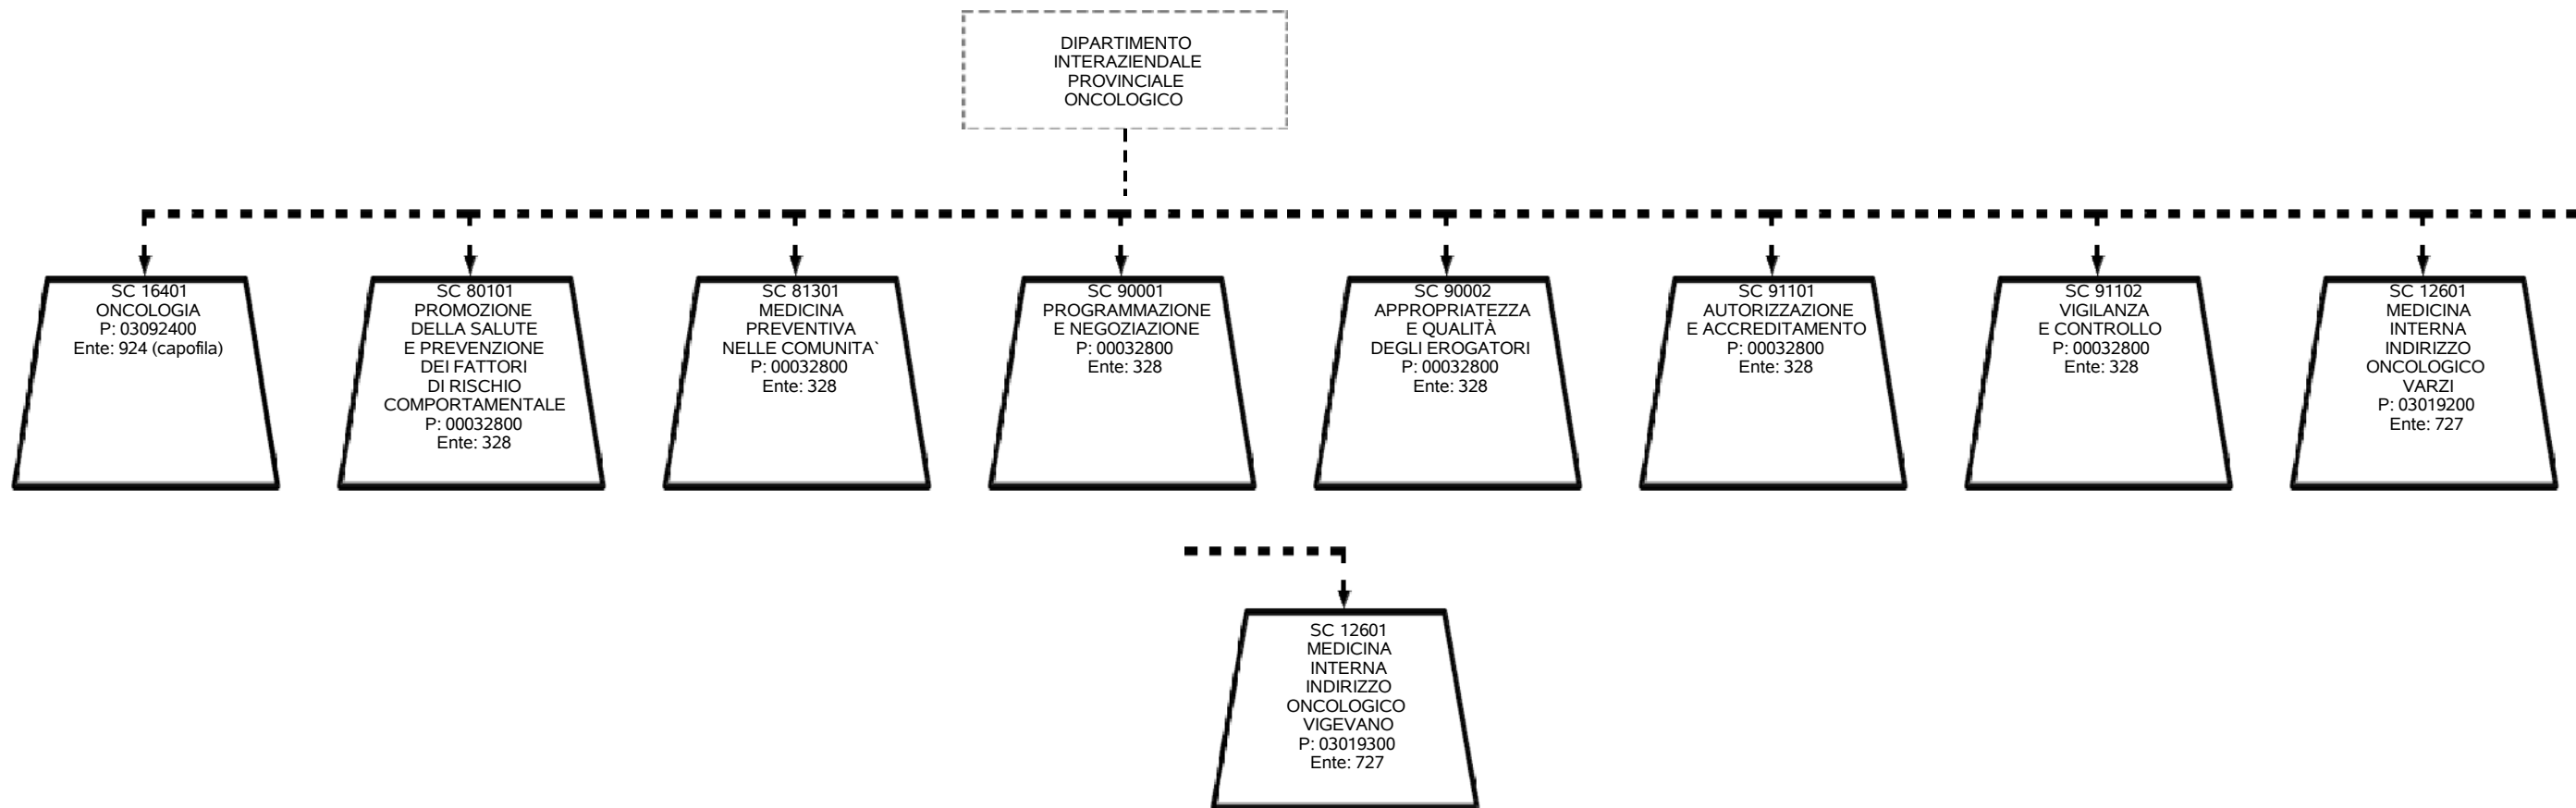 DIPARTIMENTO
INTERAZIENDALE
PROVINCIALE
ONCOLOGICO
SC 16401
ONCOLOGIA
P: 03092400
Ente: 924 (capofila)
SC 80101
PROMOZIONE
DELLA SALUTE
E PREVENZIONE
DEI FATTORI
DI RISCHIO
COMPORTAMENTALE
P: 00032800
Ente: 328
SC 81301
MEDICINA
PREVENTIVA
NELLE COMUNITA`
P: 00032800
Ente: 328
SC 90001
PROGRAMMAZIONE
E NEGOZIAZIONE
P: 00032800
Ente: 328
SC 90002
APPROPRIATEZZA
E QUALITÀ
DEGLI EROGATORI
P: 00032800
Ente: 328
SC 91101
AUTORIZZAZIONE
E ACCREDITAMENTO
P: 00032800
Ente: 328
SC 91102
VIGILANZA
E CONTROLLO
P: 00032800
Ente: 328
SC 12601
MEDICINA
INTERNA
INDIRIZZO
ONCOLOGICO
VARZI
P: 03019200
Ente: 727
SC 12601
MEDICINA
INTERNA
INDIRIZZO
ONCOLOGICO
VIGEVANO
P: 03019300
Ente: 727